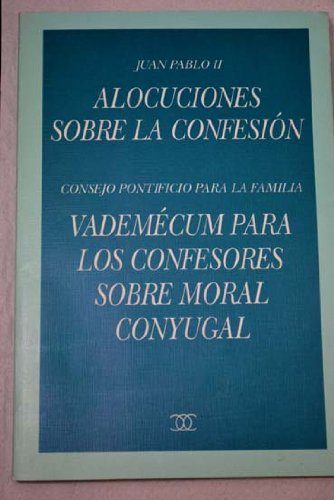 JUAN PABLO II
ALOCUCIONES
SOBRE LA CONFESIÓN
CONSEJO PONTIFICIO PARA LA FAMILIA
VADEMÉCUM PARA
LOS CONFESORES
SOBRE MORAL
CONYUGAL